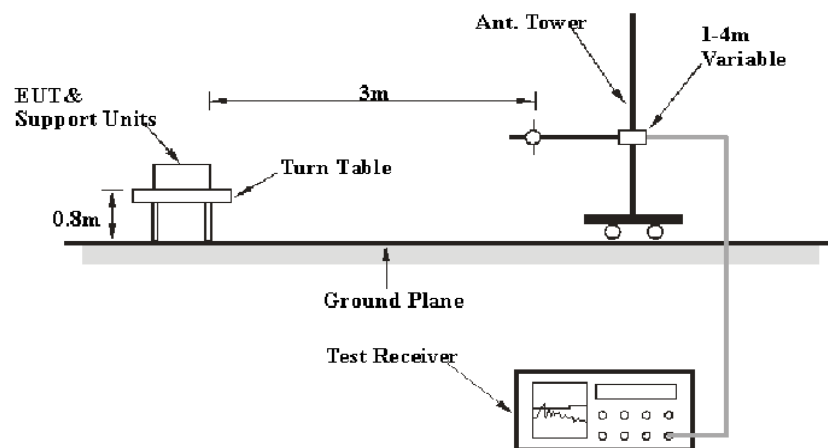 Ant. Tower
1-4m
Variable
3m
EUT&
Support Units
Turn Table
0.8m
Ground Plane
Test Receiver